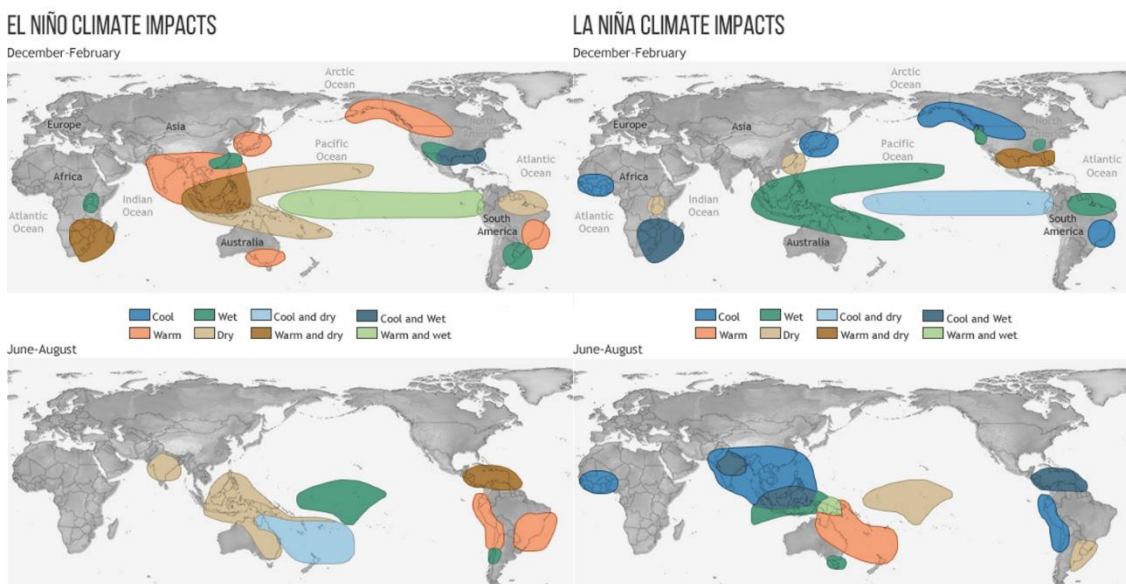 EL NIÑO CLIMATE IMPACTS
December-February
Arctic
Ocean
Europe
Asia
North
America
Pacific
Ocean
Atlantic
Ocean
Africa
Indian
Ocean
Atlantic
Ocean
South
America
Australia
LA NIÑA CLIMATE IMPACTS
December-February
Arctic
Ocean
Europe
Asia
North
America
Pacific
Ocean
Atlantic
Ocean
Africa
Indian
Ocean
Atlantic
Ocean
South
America
Australia
Cool
Wet
Cool and dry
Cool and Wet
Warm
Dry
Warm and dry
Warm and wet
Cool
Wet
Cool and dry
Cool and Wet
Warm
Dry
Warm and dry
Warm and wet
June-August
June-August